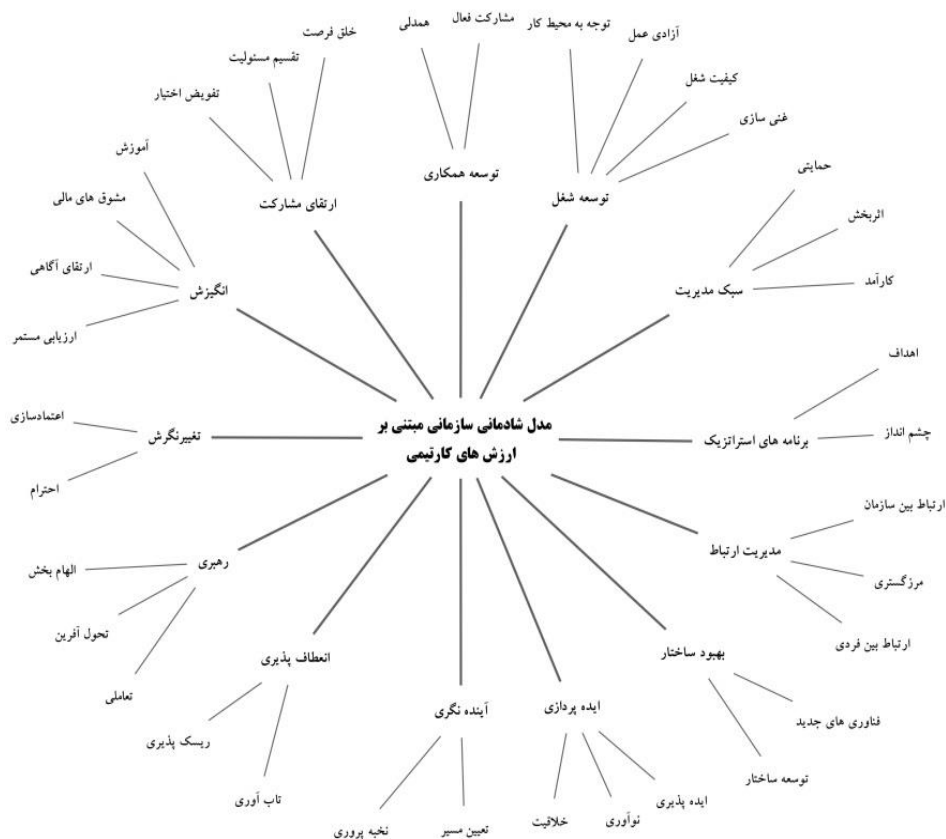 مشارکت فعال
توجه به محیط کار
همدلی
آزادی عمل
خلق فرصت
تقسیم مسئولیت
کیفیت شغل
تفویض اختیار
غنی سازی
آموزش
توسعه همکاری
حمایتی
مشوق های مالی
ارتقای مشارکت
توسعه شغل
اثربخش
ارتقای آگاهی
انگیزش
سبک مدیریت
کارآمد
ارزیابی مستمر
اهداف
اعتمادسازی
مدل شادمانی سازمانی مبتنی بر
ارزش های کارتیمی
تغییرنگرش
برنامه های استراتژیک
چشم انداز
احترام
ارتباط بین سازمان
مدیریت ارتباط
رهبری
الهام بخش
مرزگستری
تحول آفرین
ارتباط بین فردی
انعطاف پذیری
بهبود ساختار
تعاملی
آینده نگری
ایده پردازی
فناوری های جدید
ریسک پذیری
توسعه ساختار
تاب آوری
ایده پذیری
نوآوری
خلاقیت
تعیین مسیر
نخبه پروری